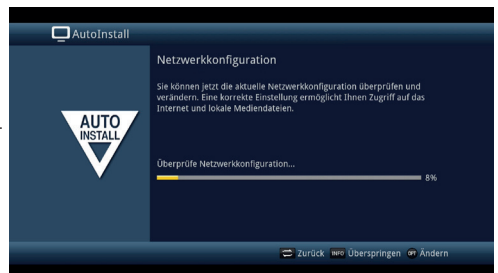 AutoInstall
Netzwerkkonfiguration
Sie können jetzt die aktuelle Netzwerkkonfiguration überprüfen und
verändern. Eine korrekte Einstellung ermöglicht Ihnen Zugriff auf das
Internet und lokale Mediendateien.
AUTO
INSTALL
Überprüfe Netzwerkkonfiguration...
8%
Zurück INFO Überspringen OPT Ändern